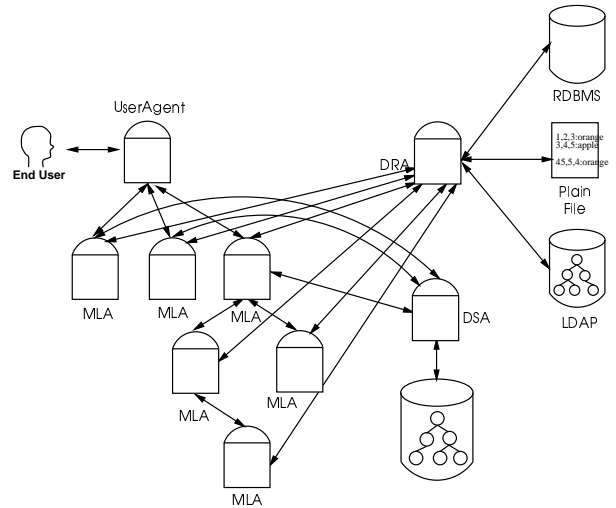 RDBMS
UserAgent
1,2,3:orange
3,4,5:apple
45,5,4:orange
DRA
End User
Plain
File
MLA
MLA
MLA
DSA
LDAP
MLA
MLA
MLA